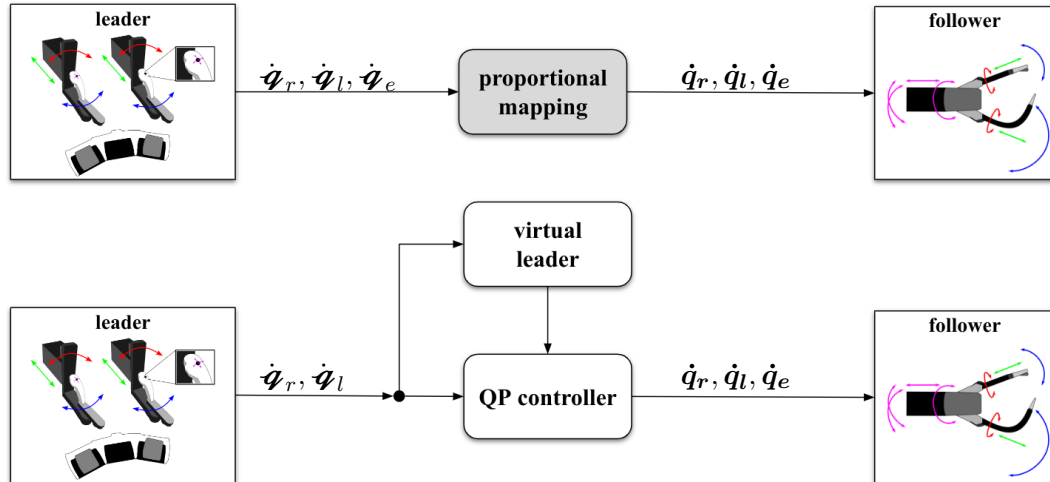 leader
follower
q̇_r, q̇_l, q̇_e
proportional
mapping
q̇_r, q̇_l, q̇_e
virtual
leader
leader
follower
q̇_r, q̇_l
QP controller
q̇_r, q̇_l, q̇_e